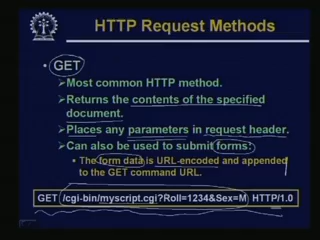 HTTP Request Methods
• GET
➢Most common HTTP method.
➢Returns the contents of the specified
document.
➢Places any parameters in request header.
➢Can also be used to submit forms:
▪ The form data is URL-encoded and appended
to the GET command URL.
GET /cgi-bin/myscript.cgi?Roll=1234&Sex=M HTTP/1.0